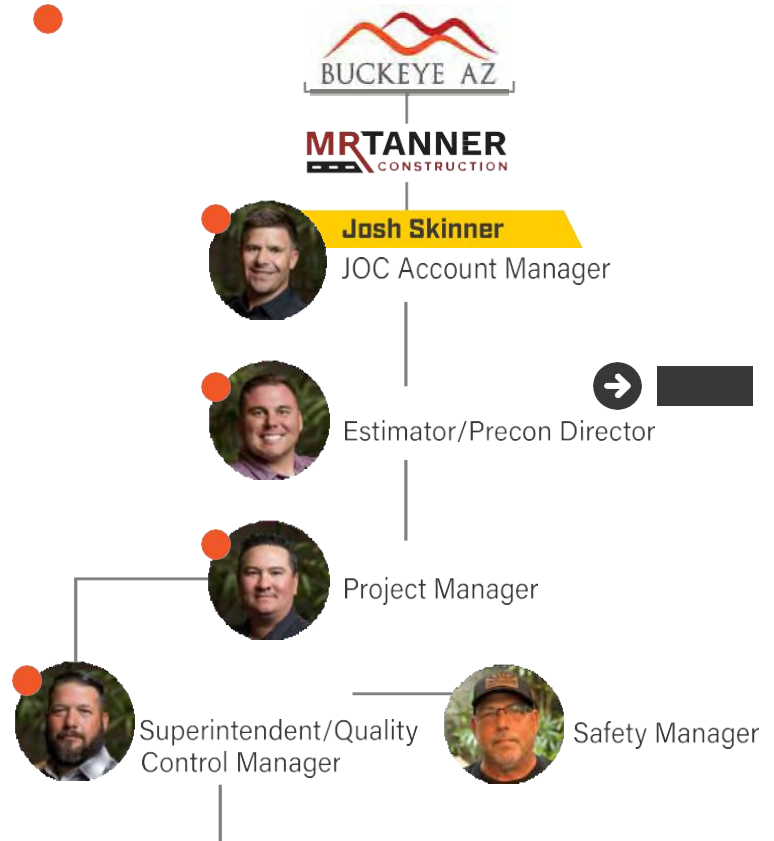 BUCKEYE AZ
MRTANNER
CONSTRUCTION
Josh Skinner
JOC Account Manager
Estimator/Precon Director
Project Manager
Superintendent/Quality
Control Manager
Safety Manager